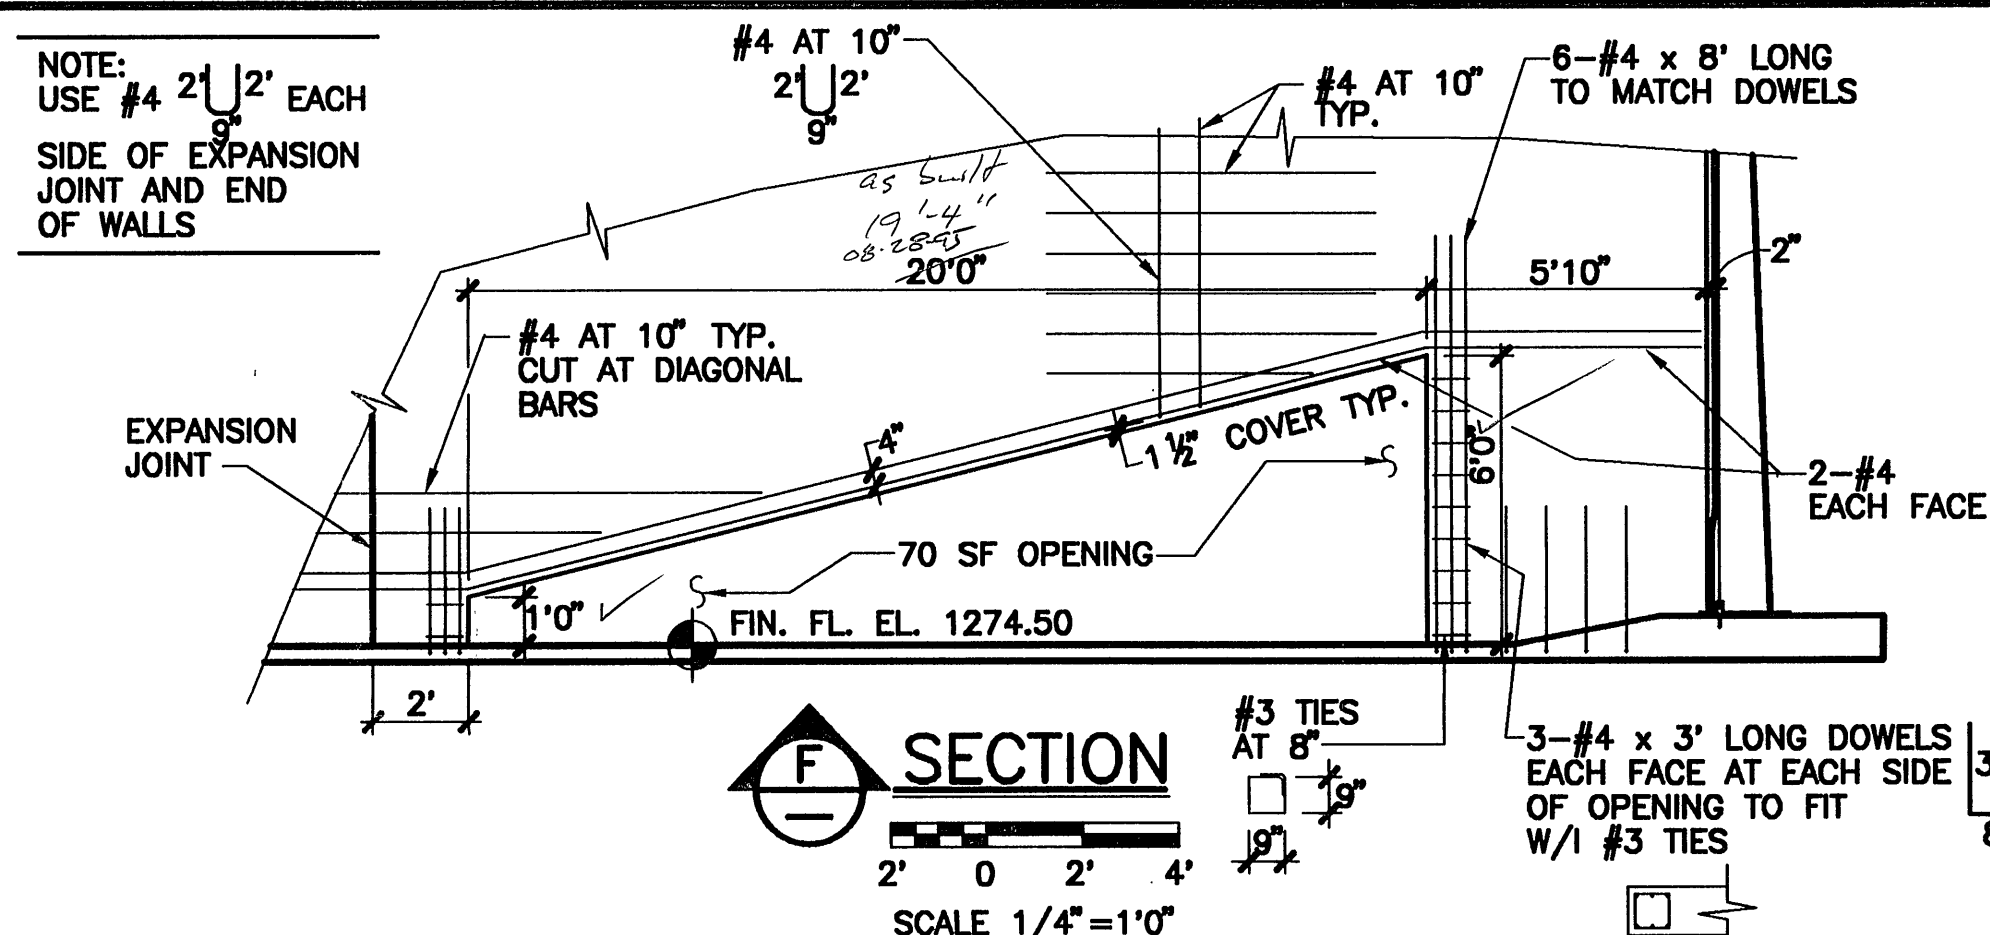 NOTE:
USE #4 2' 2' EACH
9"
SIDE OF EXPANSION
JOINT AND END
OF WALLS
#4 AT 10"
2' 2'
9"
#4 AT 10"
TYP.
6-#4 x 8' LONG
TO MATCH DOWELS
as built
19'-4"
08-28-95
20'0"
5'10"
2"
#4 AT 10" TYP.
CUT AT DIAGONAL
BARS
EXPANSION
JOINT
4"
1 1/2" COVER TYP.
6'0"
2-#4
EACH FACE
70 SF OPENING
1'0"
FIN. FL. EL. 1274.50
2'
F
SECTION
2' 0 2' 4'
SCALE 1/4"=1'0"
#3 TIES
AT 8"
9"
9"
3-#4 x 3' LONG DOWELS
EACH FACE AT EACH SIDE
OF OPENING TO FIT
W/I #3 TIES
3